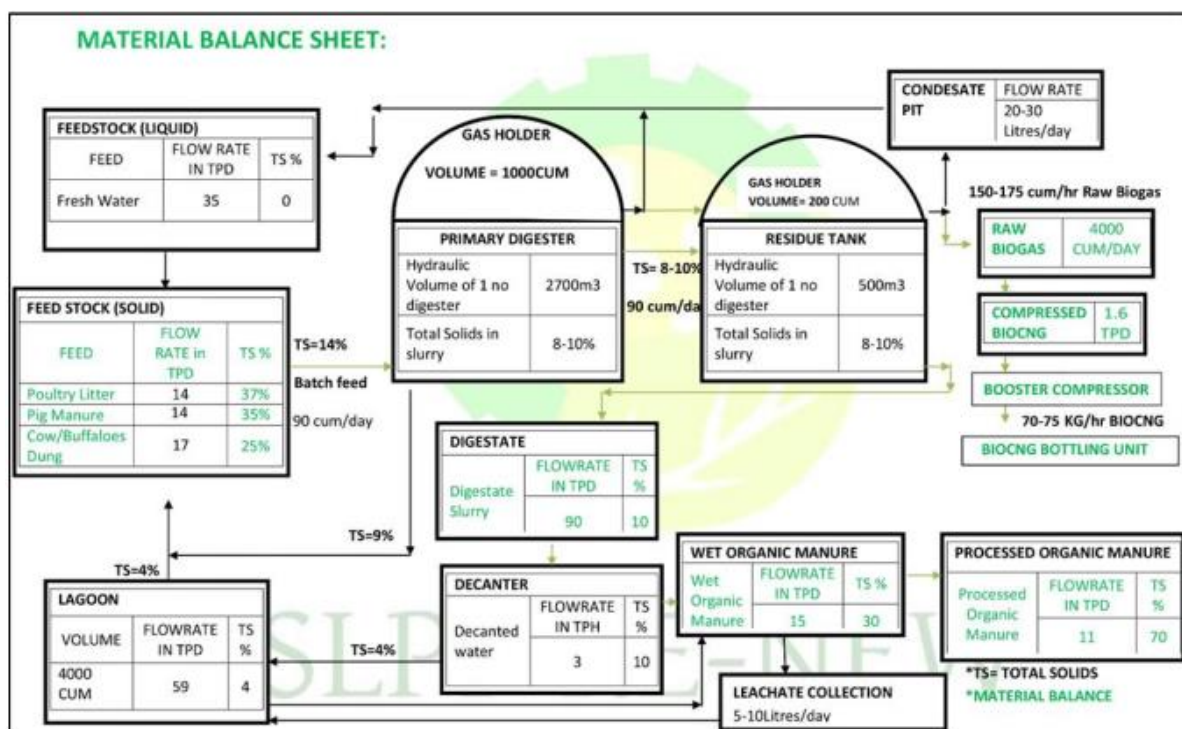 MATERIAL BALANCE SHEET:
CONDESATE PIT
FLOW RATE
20-30 Litres/day
FEEDSTOCK (LIQUID)
FEED
FLOW RATE IN TPD
TS %
Fresh Water
35
0
GAS HOLDER
VOLUME = 1000CUM
PRIMARY DIGESTER
Hydraulic Volume of 1 no digester
2700m3
Total Solids in slurry
8-10%
TS= 8-10%
90 cum/da
GAS HOLDER
VOLUME= 200 CUM
RESIDUE TANK
Hydraulic Volume of 1 no digester
500m3
Total Solids in slurry
8-10%
150-175 cum/hr Raw Biogas
RAW BIOGAS
4000 CUM/DAY
COMPRESSED BIOCNG
1.6 TPD
BOOSTER COMPRESSOR
70-75 KG/hr BIOCNG
BIOCNG BOTTLING UNIT
FEED STOCK (SOLID)
FEED
FLOW RATE in TPD
TS %
Poultry Litter
14
37%
Pig Manure
14
35%
Cow/Buffaloes Dung
17
25%
TS=14%
Batch feed
90 cum/day
DIGESTATE
Digestate Slurry
FLOWRATE IN TPD
TS %
90
10
TS=9%
TS=4%
LAGOON
VOLUME
FLOWRATE IN TPD
TS %
4000 CUM
59
4
TS=4%
DECANTER
Decanted water
FLOWRATE IN TPH
TS %
3
10
WET ORGANIC MANURE
Wet Organic Manure
FLOWRATE IN TPD
TS %
15
30
PROCESSED ORGANIC MANURE
Processed Organic Manure
FLOWRATE IN TPD
TS %
11
70
LEACHATE COLLECTION
5-10Litres/day
*TS= TOTAL SOLIDS
*MATERIAL BALANCE